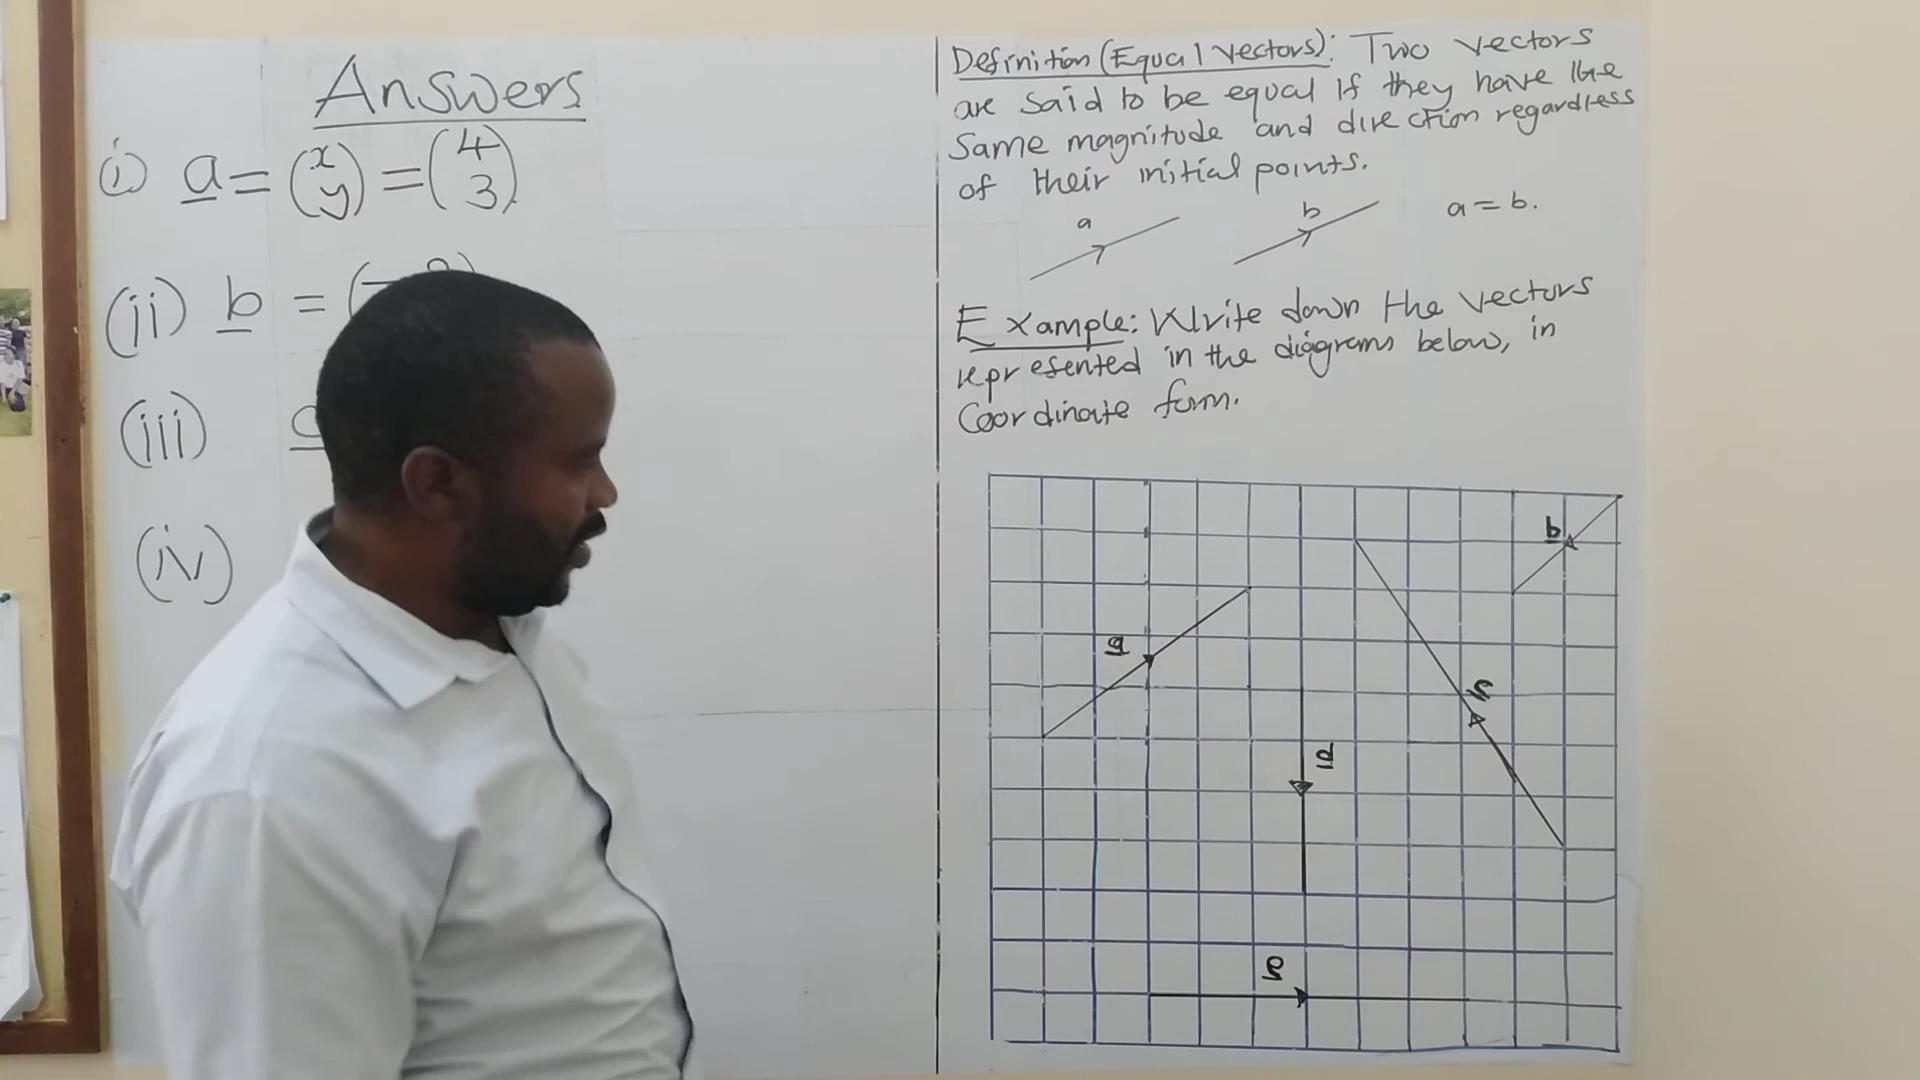 Answers
(i) a = (x y) = (4 3)
(ii) b = (
(iii) c
(iv)
Definition (Equal Vectors): Two vectors
are said to be equal if they have the
Same magnitude and direction regardless
of their initial points.
a
b
a = b.
Example: Write down the vectors
represented in the diagrams below, in
Coordinate form.
b
a
c
d
e